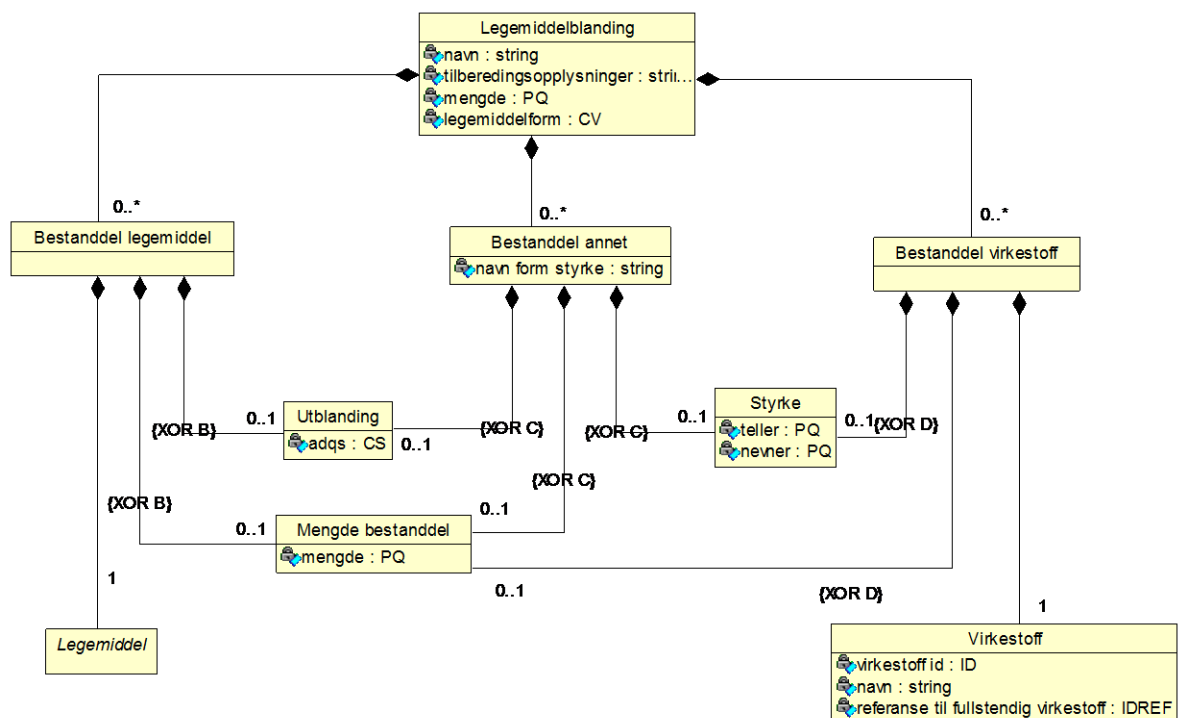 Legemiddelblanding
navn : string
tilberedingsopplysninger : strin...
mengde : PQ
legemiddelform : CV
0..*
0..*
0..*
Bestanddel legemiddel
Bestanddel annet
navn form styrke : string
Bestanddel virkestoff
{XOR B}
0..1
Utblanding
adqs : CS
0..1
{XOR C}
{XOR C}
0..1
Styrke
teller : PQ
nevner : PQ
0..1
{XOR D}
{XOR B}
{XOR C}
0..1
Mengde bestanddel
mengde : PQ
0..1
0..1
{XOR D}
1
1
Legemiddel
Virkestoff
virkestoff id : ID
navn : string
referanse til fullstendig virkestoff : IDREF